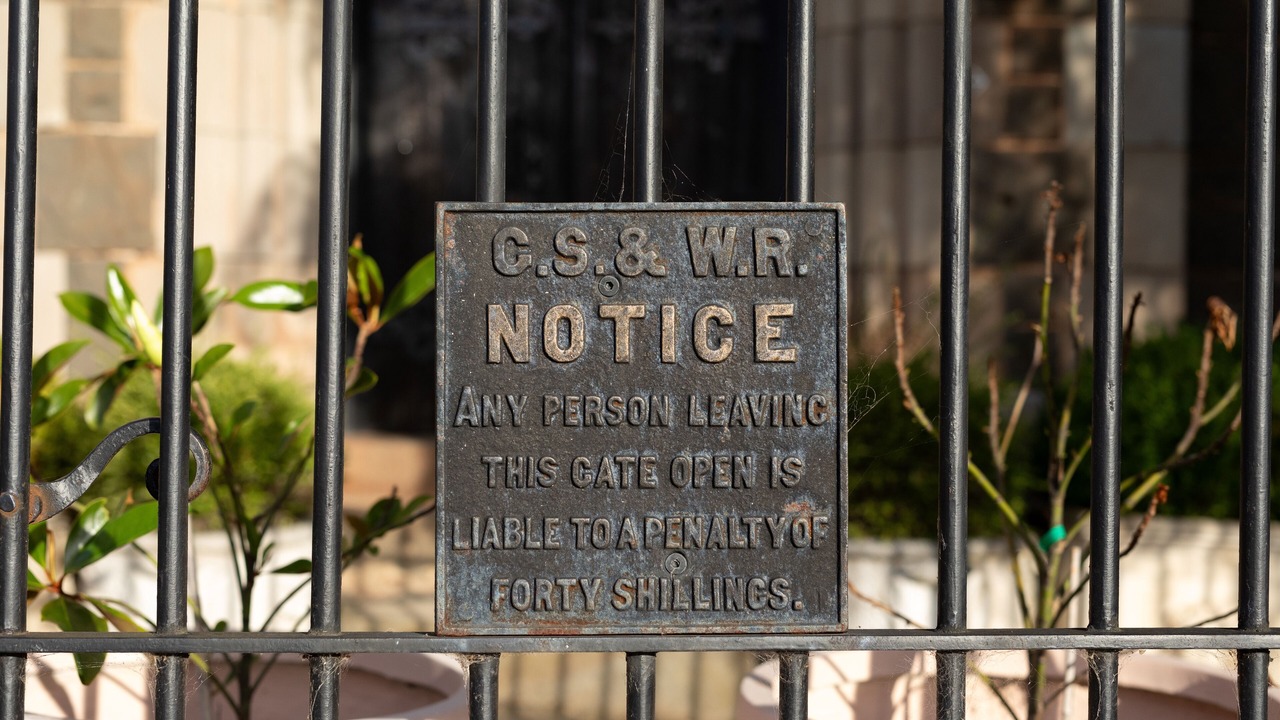 C.S. & W.R.
NOTICE
ANY PERSON LEAVING
THIS GATE OPEN IS
LIABLE TO A PENALTY OF
FORTY SHILLINGS.